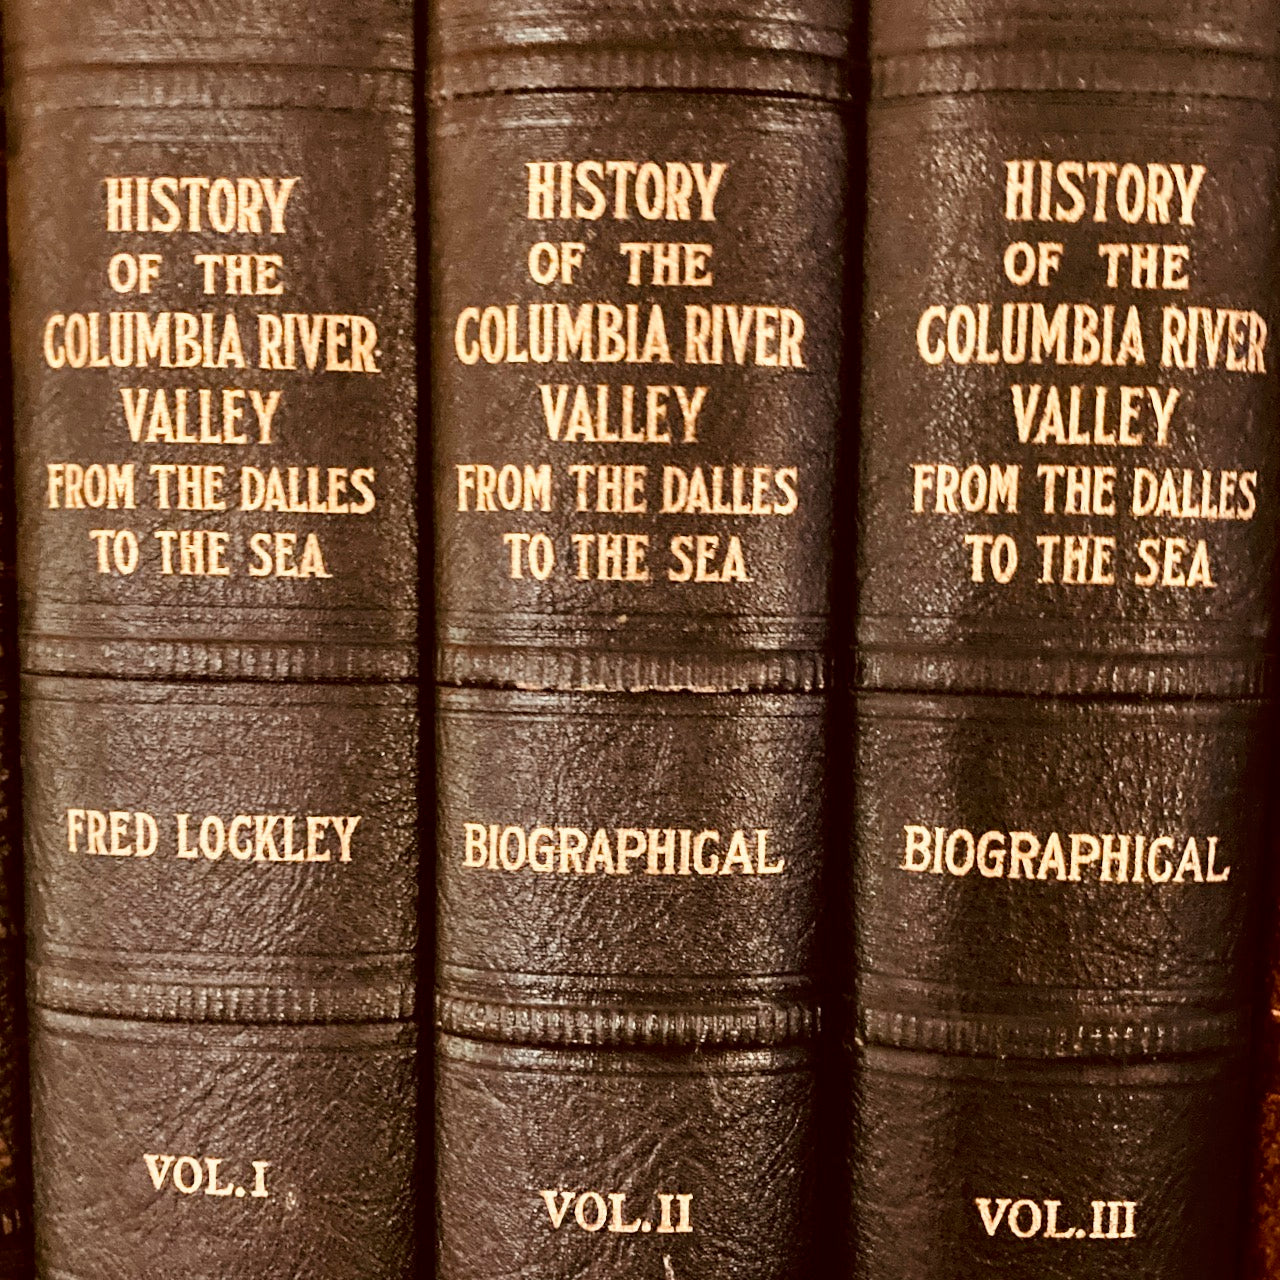 HISTORY
OF THE
COLUMBIA RIVER
VALLEY
FROM THE DALLES
TO THE SEA
FRED LOCKLEY
VOL.I
HISTORY
OF THE
COLUMBIA RIVER
VALLEY
FROM THE DALLES
TO THE SEA
BIOGRAPHICAL
VOL.II
HISTORY
OF THE
COLUMBIA RIVER
VALLEY
FROM THE DALLES
TO THE SEA
BIOGRAPHICAL
VOL.III